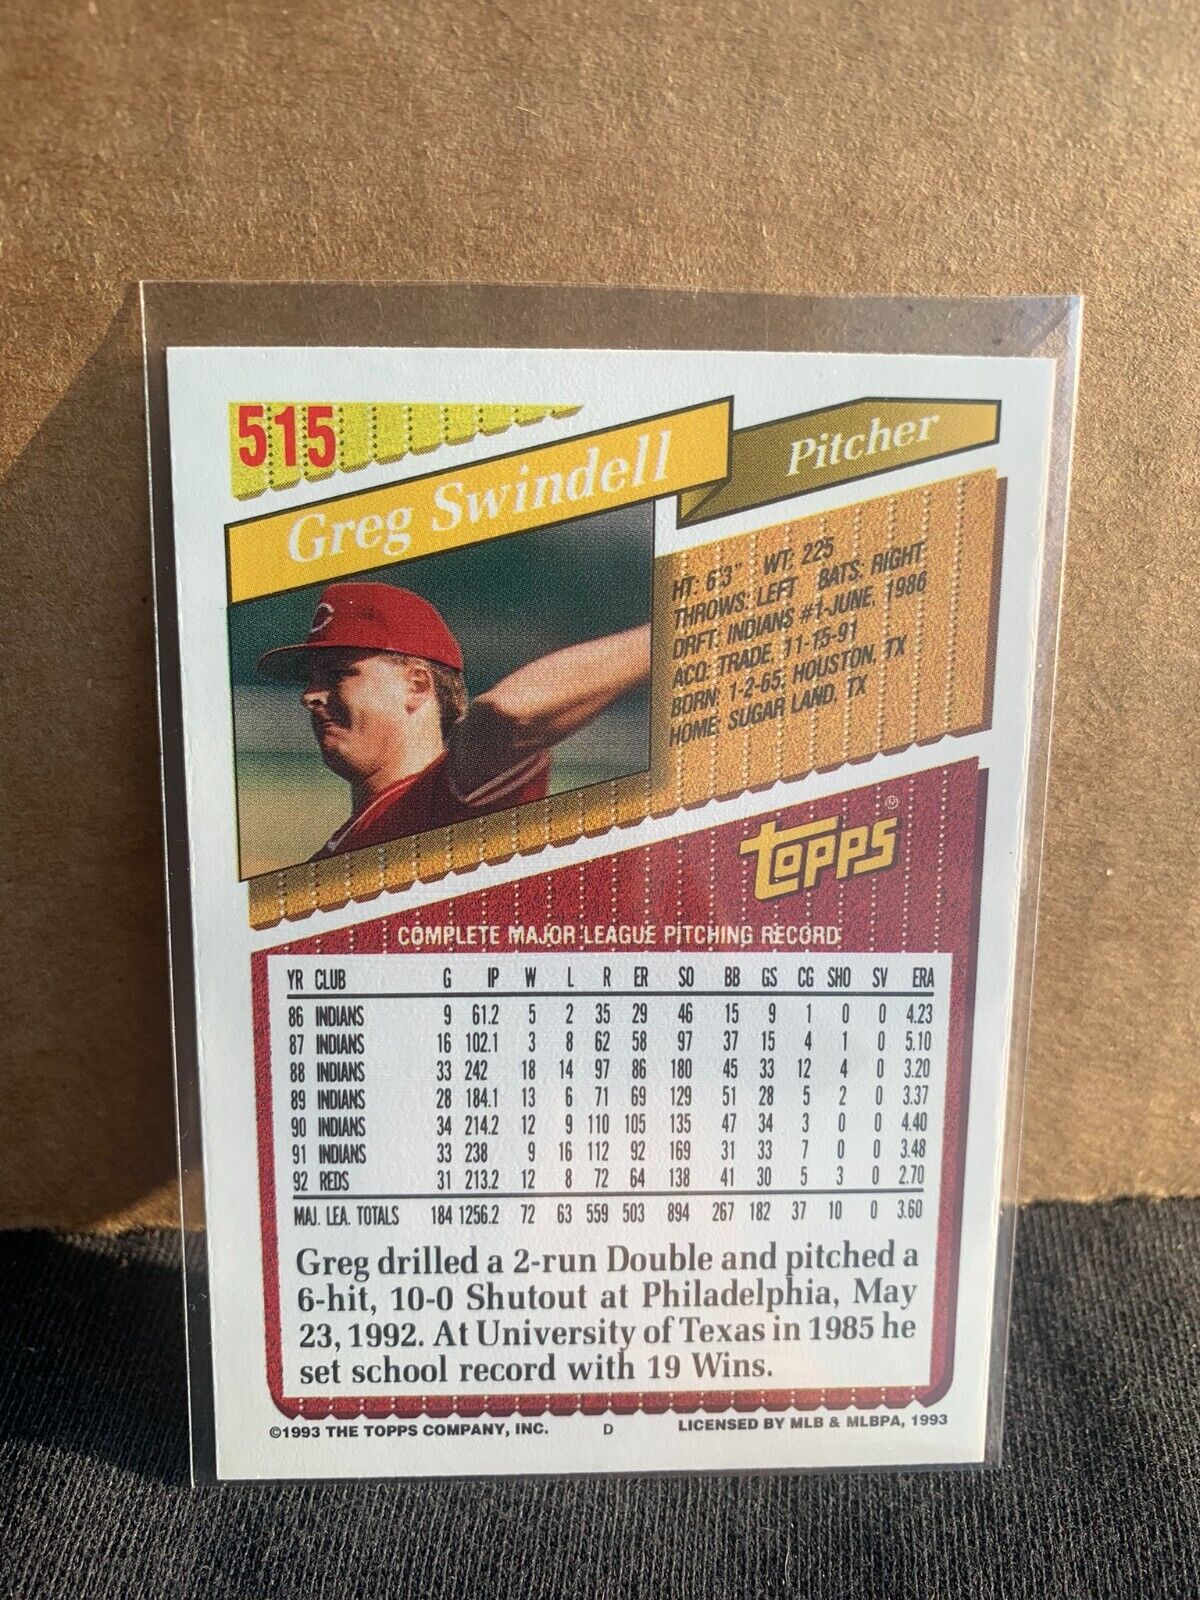 515
Greg Swindell
Pitcher
C
HT: 6'3" WT: 225
THROWS: LEFT BATS: RIGHT
DRFT: INDIANS #1-JUNE, 1986
ACQ: TRADE, 11-15-91
BORN: 1-2-65, HOUSTON, TX
HOME: SUGAR LAND, TX
topps®
COMPLETE MAJOR LEAGUE PITCHING RECORD
YR CLUB G IP W L R ER SO BB GS CG SHO SV ERA
86 INDIANS 9 61.2 5 2 35 29 46 15 9 1 0 0 4.23
87 INDIANS 16 102.1 3 8 62 58 97 37 15 4 1 0 5.10
88 INDIANS 33 242 18 14 97 86 180 45 33 12 4 0 3.20
89 INDIANS 28 184.1 13 6 71 69 129 51 28 5 2 0 3.37
90 INDIANS 34 214.2 12 9 110 105 135 47 34 3 0 0 4.40
91 INDIANS 33 238 9 16 112 92 169 31 33 7 0 0 3.48
92 REDS 31 213.2 12 8 72 64 138 41 30 5 3 0 2.70
MAJ. LEA. TOTALS 184 1256.2 72 63 559 503 894 267 182 37 10 0 3.60
Greg drilled a 2-run Double and pitched a
6-hit, 10-0 Shutout at Philadelphia, May
23, 1992. At University of Texas in 1985 he
set school record with 19 Wins.
©1993 THE TOPPS COMPANY, INC. D LICENSED BY MLB & MLBPA, 1993